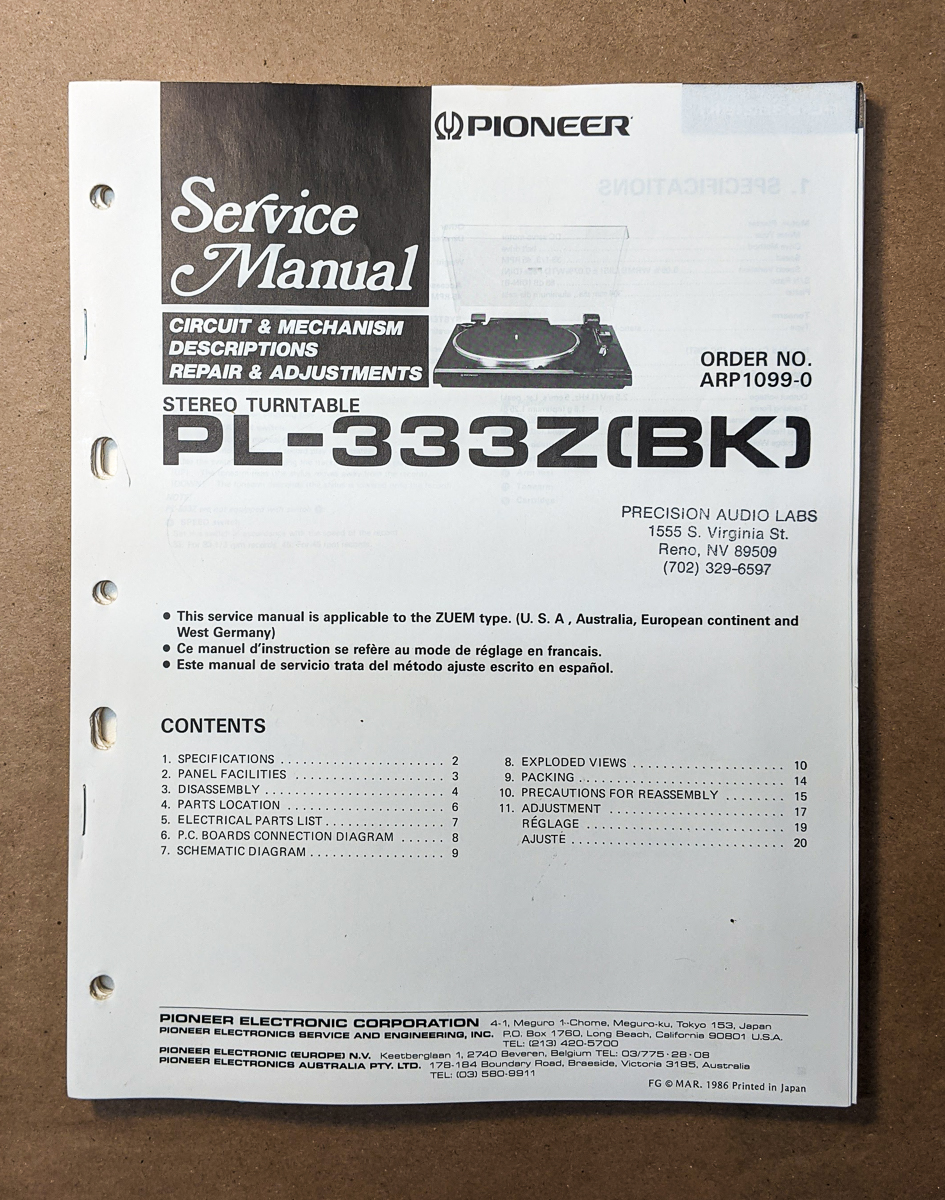 PIONEER
Service
Manual
CIRCUIT & MECHANISM
DESCRIPTIONS
REPAIR & ADJUSTMENTS
ORDER NO.
ARP1099-0
STEREO TURNTABLE
PL-333Z(BK)
PRECISION AUDIO LABS
1555 S. Virginia St.
Reno, NV 89509
(702) 329-6597
● This service manual is applicable to the ZUEM type. (U. S. A , Australia, European continent and
West Germany)
● Ce manuel d'instruction se refère au mode de réglage en francais.
● Este manual de servicio trata del método ajuste escrito en español.
CONTENTS
1. SPECIFICATIONS . . . . . . . . . . . . . . . . . . . . . . . 2
2. PANEL FACILITIES . . . . . . . . . . . . . . . . . . . . . 3
3. DISASSEMBLY . . . . . . . . . . . . . . . . . . . . . . . . . 4
4. PARTS LOCATION . . . . . . . . . . . . . . . . . . . . . . 6
5. ELECTRICAL PARTS LIST . . . . . . . . . . . . . . . . . 7
6. P.C. BOARDS CONNECTION DIAGRAM . . . . . . 8
7. SCHEMATIC DIAGRAM . . . . . . . . . . . . . . . . . . . 9
8. EXPLODED VIEWS . . . . . . . . . . . . . . . . . . . . . 10
9. PACKING . . . . . . . . . . . . . . . . . . . . . . . . . . . . 14
10. PRECAUTIONS FOR REASSEMBLY . . . . . . . . 15
11. ADJUSTMENT . . . . . . . . . . . . . . . . . . . . . . . . 17
RÉGLAGE . . . . . . . . . . . . . . . . . . . . . . . . . . . 19
AJUSTE . . . . . . . . . . . . . . . . . . . . . . . . . . . . . 20
PIONEER ELECTRONIC CORPORATION 4-1, Meguro 1-Chome, Meguro-ku, Tokyo 153, Japan
PIONEER ELECTRONICS SERVICE AND ENGINEERING, INC. P.O. Box 1760, Long Beach, California 90801 U.S.A.
TEL: (213) 420-5700
PIONEER ELECTRONIC (EUROPE) N.V. Keetberglaan 1, 2740 Beveren, Belgium TEL: 03/775·28·08
PIONEER ELECTRONICS AUSTRALIA PTY. LTD. 178-184 Boundary Road, Braeside, Victoria 3195, Australia
TEL: (03) 580-9911
FG © MAR. 1986 Printed in Japan